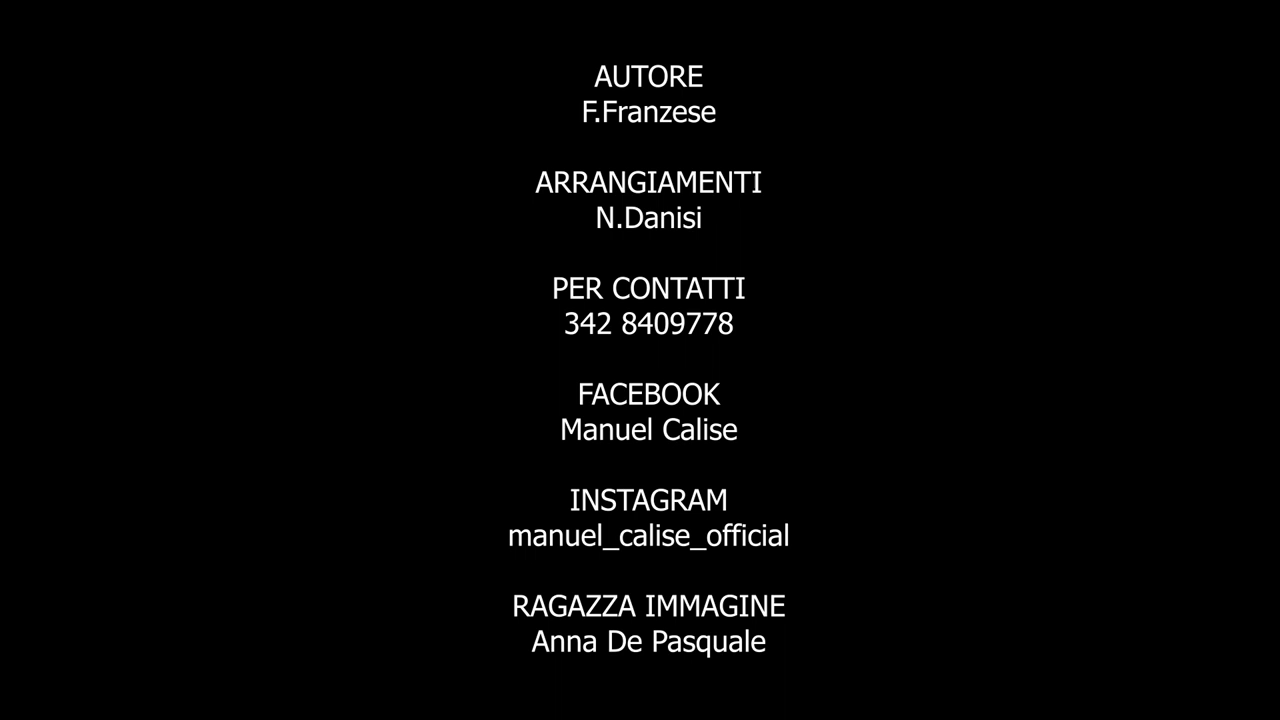 AUTORE
F.Franzese
ARRANGIAMENTI
N.Danisi
PER CONTATTI
342 8409778
FACEBOOK
Manuel Calise
INSTAGRAM
manuel_calise_official
RAGAZZA IMMAGINE
Anna De Pasquale